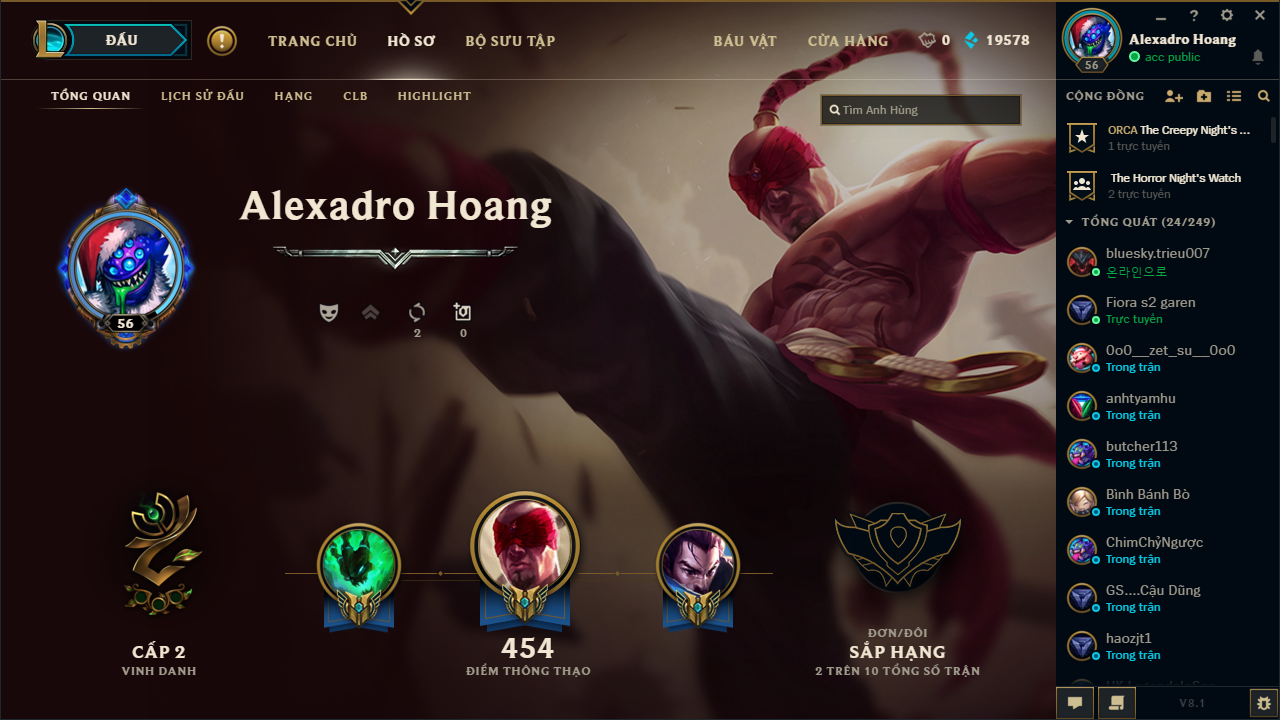 ĐẤU
TRANG CHỦ
HỒ SƠ
BỘ SƯU TẬP
BÁU VẬT
CỬA HÀNG
0
19578
56
Alexadro Hoang
acc public
TỔNG QUAN
LỊCH SỬ ĐẤU
HẠNG
CLB
HIGHLIGHT
Tìm Anh Hùng
Alexadro Hoang
56
2
0
CẤP 2
VINH DANH
454
ĐIỂM THÔNG THẠO
ĐƠN/ĐÔI
SẮP HẠNG
2 TRÊN 10 TỔNG SỐ TRẬN
CỘNG ĐỒNG
ORCA The Creepy Night's ...
1 trực tuyến
The Horror Night's Watch
2 trực tuyến
TỔNG QUÁT (24/249)
bluesky.trieu007
온라인으로
Fiora s2 garen
Trực tuyến
0o0__zet_su__0o0
Trong trận
anhtyamhu
Trong trận
butcher113
Trong trận
Bình Bánh Bò
Trong trận
ChimChỷNgược
Trong trận
GS....Cậu Dũng
Trong trận
haozjt1
Trong trận
V8.1